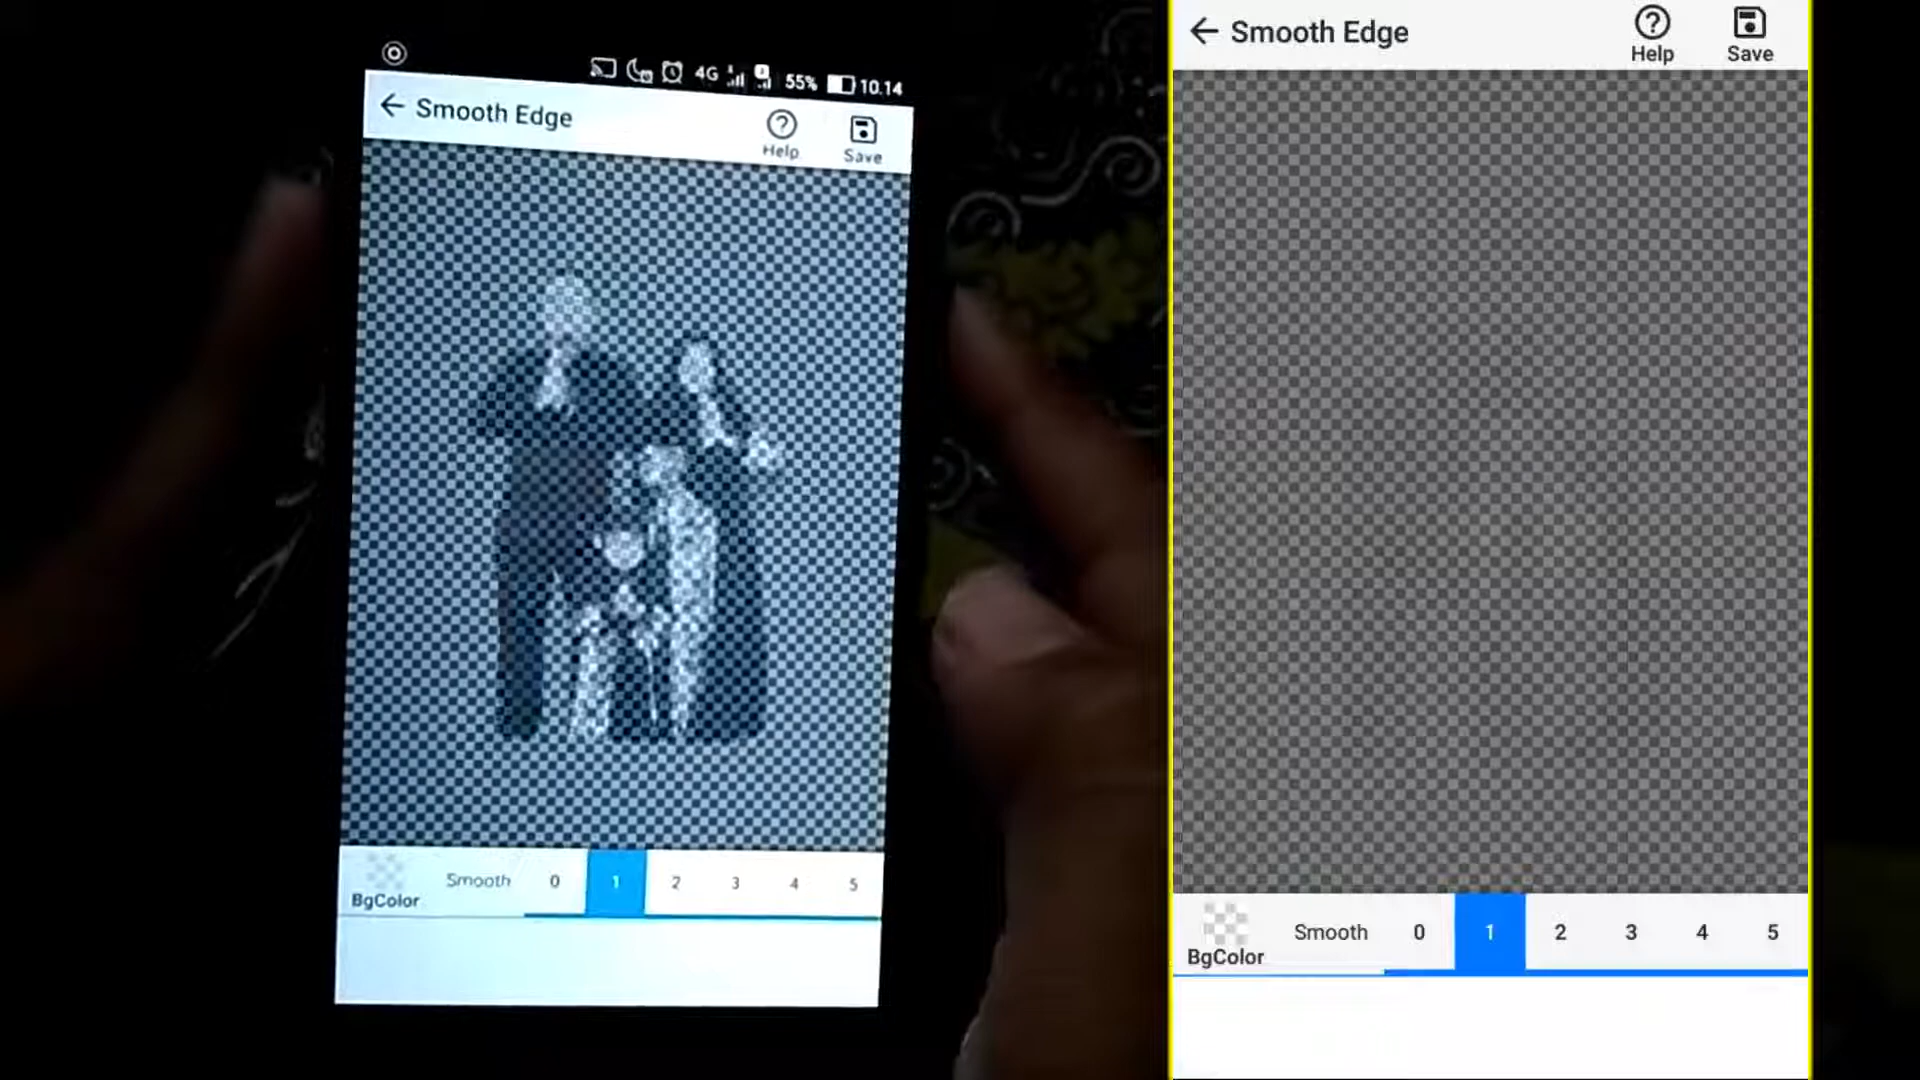 4G 55% 10.14
Smooth Edge
Help
Save
BgColor
Smooth 0 1 2 3 4 5
Smooth Edge
Help
Save
BgColor
Smooth 0 1 2 3 4 5